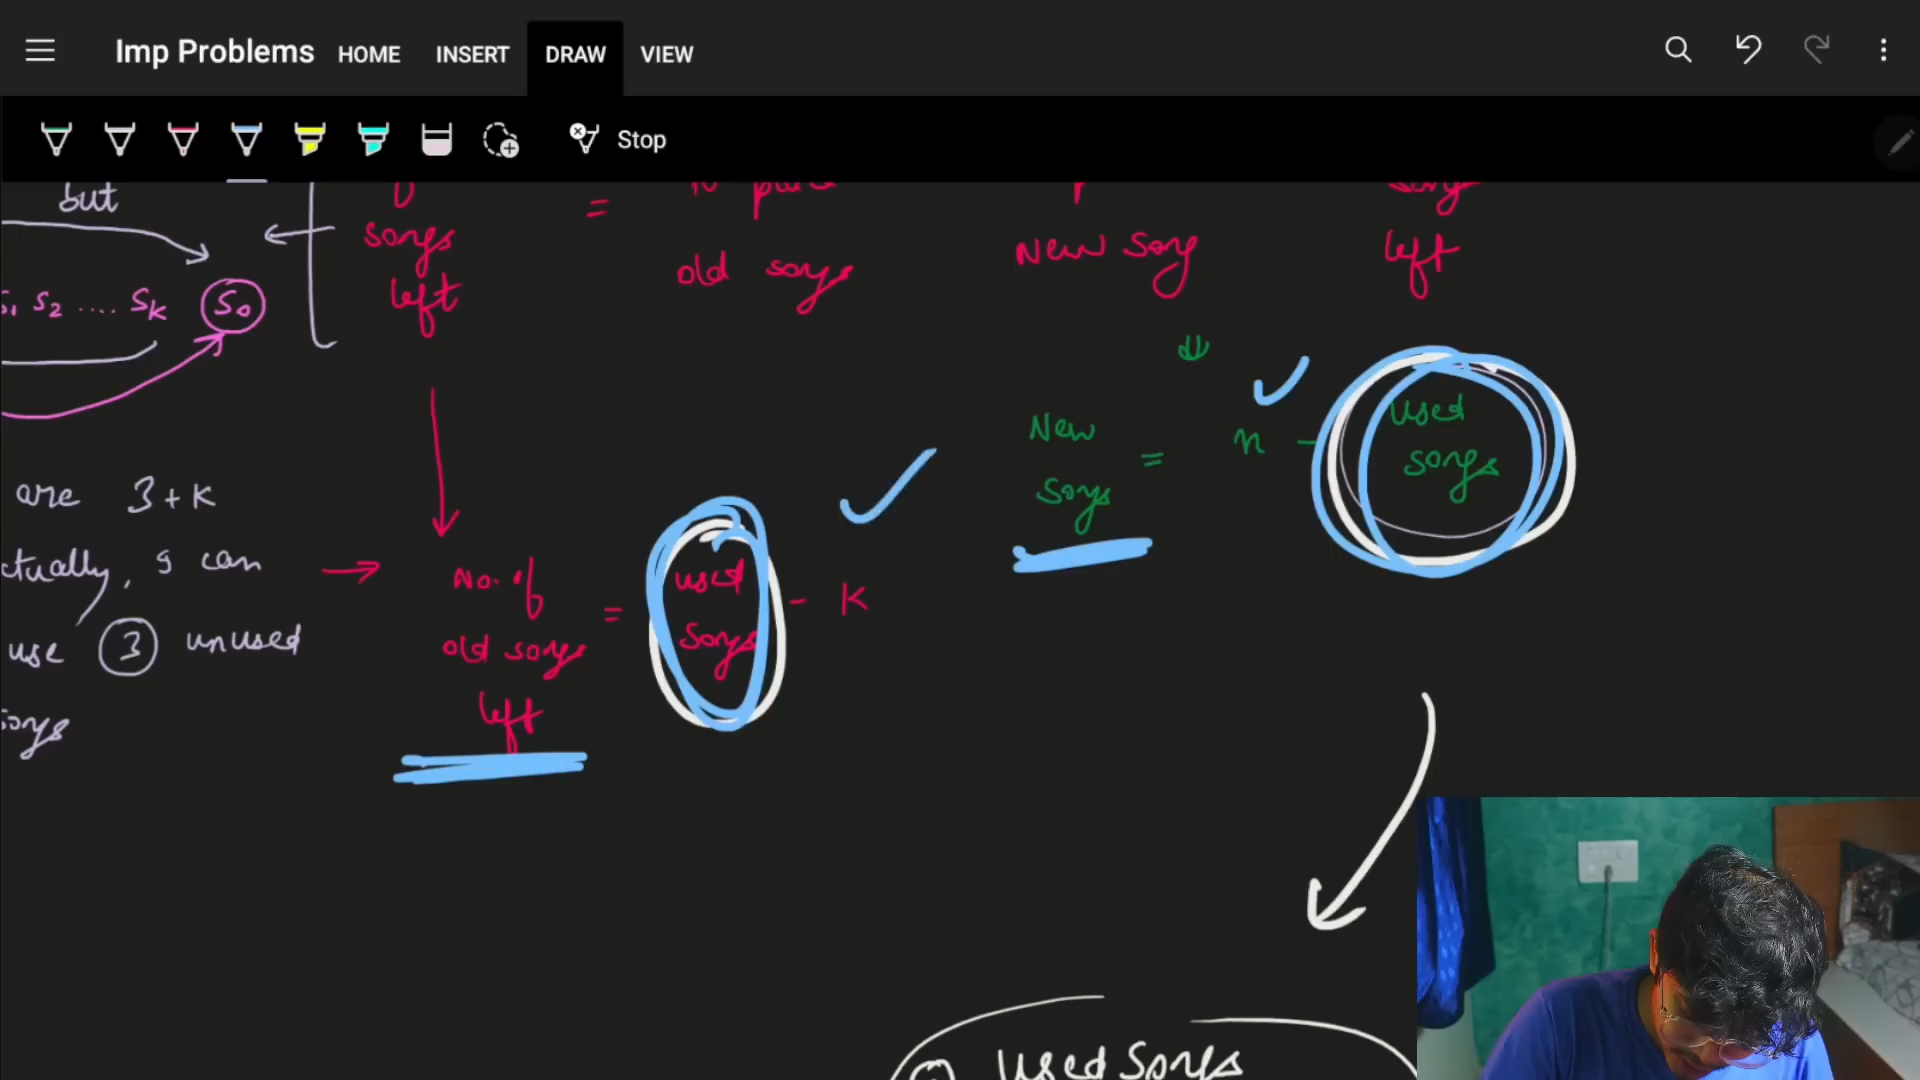 Imp Problems HOME INSERT DRAW VIEW
Stop
but
songs
left
=
old songs
New song
left
S1 S2 .... SK S0
are 3+K
ctually, I can
use 3 unused
songs
→ No. of
old songs
left
= used
songs
- K
New
songs
= n -
used
songs
Used Songs